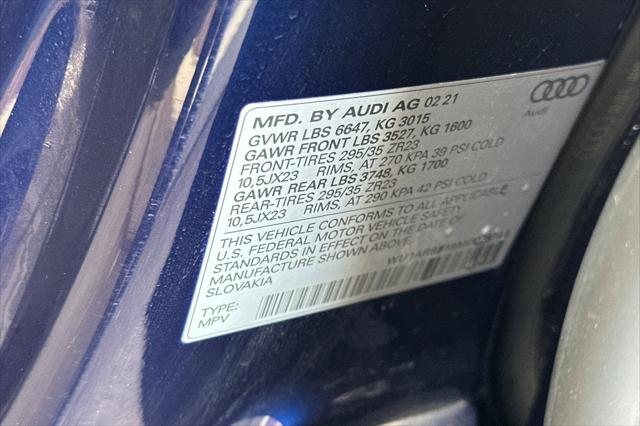 MFD. BY AUDI AG 02 21
GVWR LBS 6647, KG 3015
GAWR FRONT LBS 3527, KG 1600
FRONT-TIRES 295/35 ZR23
10,5JX23 RIMS, AT 270 KPA 39 PSI COLD
GAWR REAR LBS 3748, KG 1700
REAR-TIRES 295/35 ZR23
10,5JX23 RIMS, AT 290 KPA 42 PSI COLD
THIS VEHICLE CONFORMS TO ALL APPLICABLE
U.S. FEDERAL MOTOR VEHICLE SAFETY
STANDARDS IN EFFECT ON THE DATE OF
MANUFACTURE SHOWN ABOVE.
SLOVAKIA
TYPE:
MPV
Audi